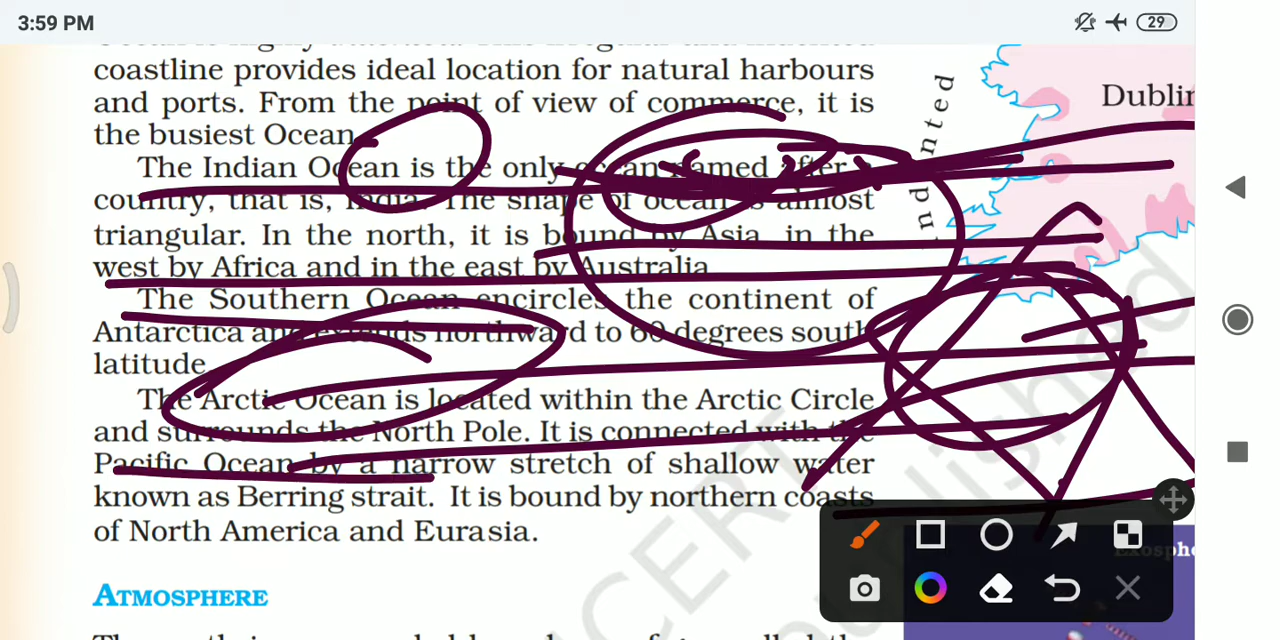 3:59 PM
29
coastline provides ideal location for natural harbours
and ports. From the point of view of commerce, it is
the busiest Ocean.
The Indian Ocean is the only ocean named after a
country, that is, India. The shape of ocean is almost
triangular. In the north, it is bound by Asia, in the
west by Africa and in the east by Australia.
The Southern Ocean encircles the continent of
Antarctica and extends northward to 60 degrees south
latitude.
The Arctic Ocean is located within the Arctic Circle
and surrounds the North Pole. It is connected with the
Pacific Ocean by a narrow stretch of shallow water
known as Berring strait. It is bound by northern coasts
of North America and Eurasia.
ATMOSPHERE
Indented
Dublin